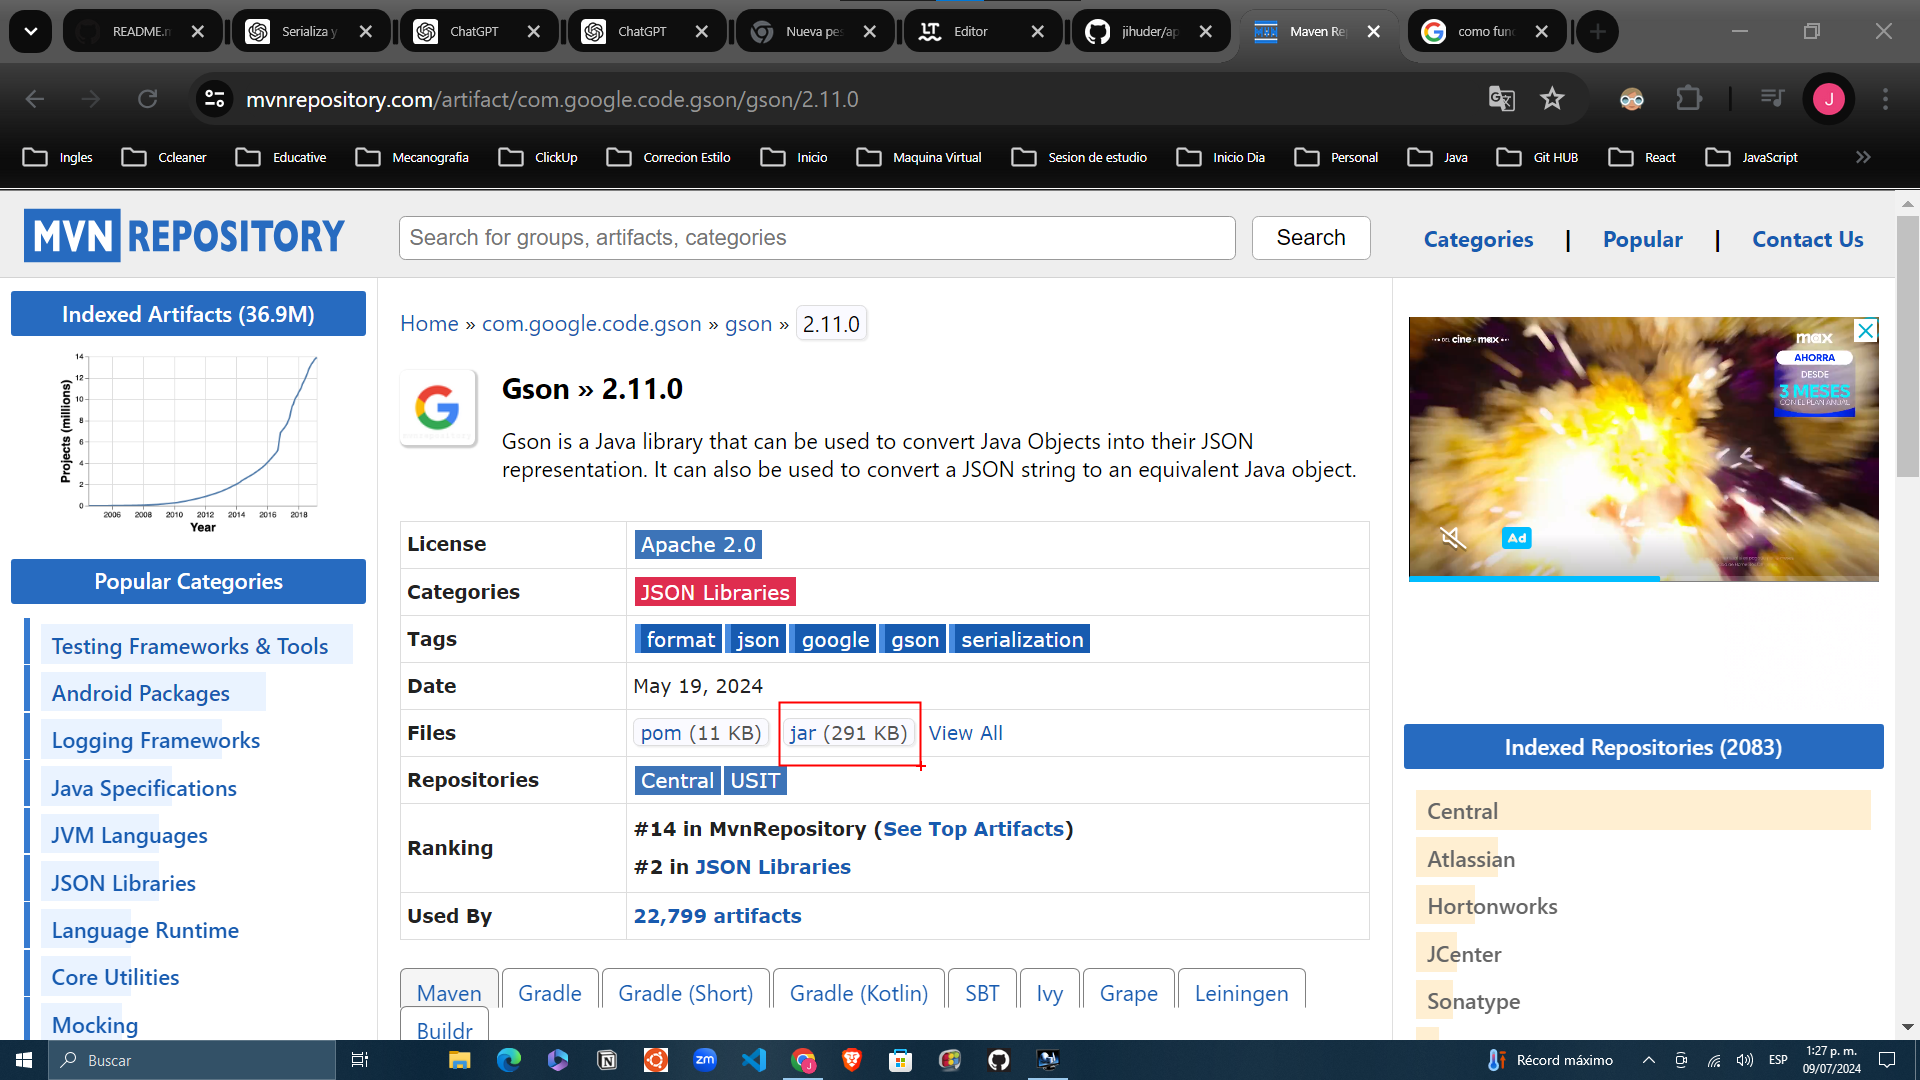 README.m
Serializa y
ChatGPT
ChatGPT
Nueva pes
Editor
jihuder/ap
Maven Rep
como func
mvnrepository.com/artifact/com.google.code.gson/gson/2.11.0
J
Ingles
Ccleaner
Educative
Mecanografia
ClickUp
Correcion Estilo
Inicio
Maquina Virtual
Sesion de estudio
Inicio Dia
Personal
Java
Git HUB
React
JavaScript
MVN REPOSITORY
Search for groups, artifacts, categories
Search
Categories | Popular | Contact Us
Indexed Artifacts (36.9M)
Projects (millions)
14
12
10
8
6
4
2
0
2006 2008 2010 2012 2014 2016 2018
Year
Popular Categories
Testing Frameworks & Tools
Android Packages
Logging Frameworks
Java Specifications
JVM Languages
JSON Libraries
Language Runtime
Core Utilities
Mocking
Home » com.google.code.gson » gson » 2.11.0
Gson » 2.11.0
Gson is a Java library that can be used to convert Java Objects into their JSON
representation. It can also be used to convert a JSON string to an equivalent Java object.
License Apache 2.0
Categories JSON Libraries
Tags format json google gson serialization
Date May 19, 2024
Files pom (11 KB) jar (291 KB) View All
Repositories Central USIT
Ranking #14 in MvnRepository (See Top Artifacts)
#2 in JSON Libraries
Used By 22,799 artifacts
Maven Gradle Gradle (Short) Gradle (Kotlin) SBT Ivy Grape Leiningen
Buildr
DEL cine A max
max
AHORRA
DESDE
3 MESES
CON EL PLAN ANUAL
Ad
Indexed Repositories (2083)
Central
Atlassian
Hortonworks
JCenter
Sonatype
Buscar
zm
J
Récord máximo
ESP
1:27 p. m.
09/07/2024